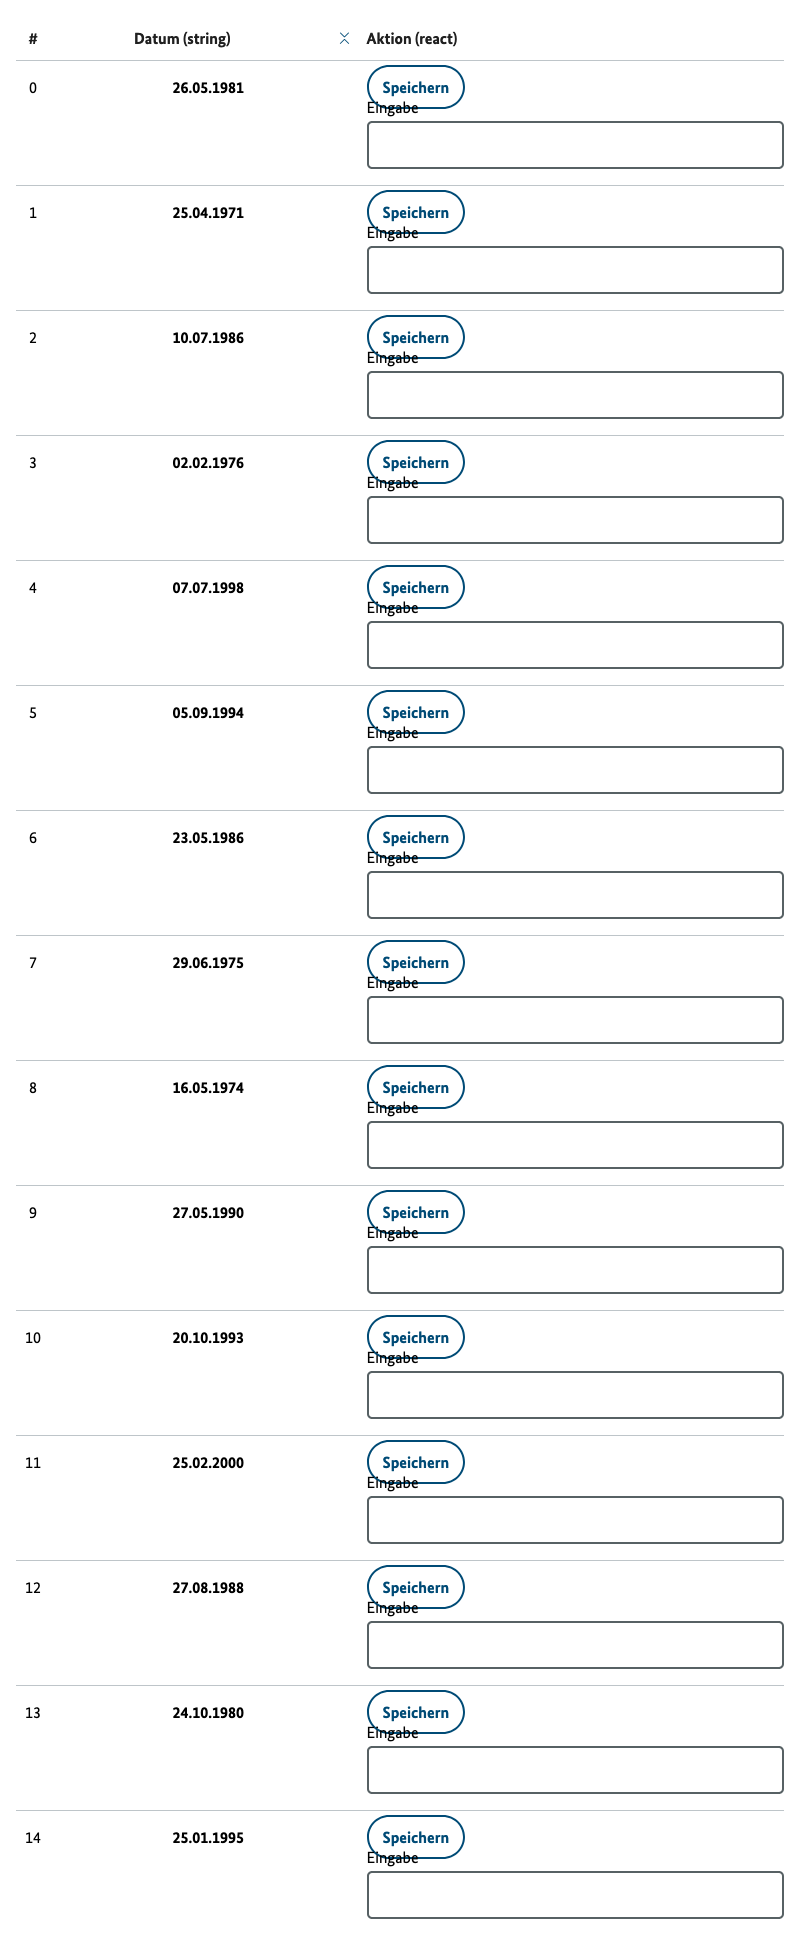 # Datum (string) Aktion (react)
0 26.05.1981 Speichern
Eingabe
1 25.04.1971 Speichern
Eingabe
2 10.07.1986 Speichern
Eingabe
3 02.02.1976 Speichern
Eingabe
4 07.07.1998 Speichern
Eingabe
5 05.09.1994 Speichern
Eingabe
6 23.05.1986 Speichern
Eingabe
7 29.06.1975 Speichern
Eingabe
8 16.05.1974 Speichern
Eingabe
9 27.05.1990 Speichern
Eingabe
10 20.10.1993 Speichern
Eingabe
11 25.02.2000 Speichern
Eingabe
12 27.08.1988 Speichern
Eingabe
13 24.10.1980 Speichern
Eingabe
14 25.01.1995 Speichern
Eingabe